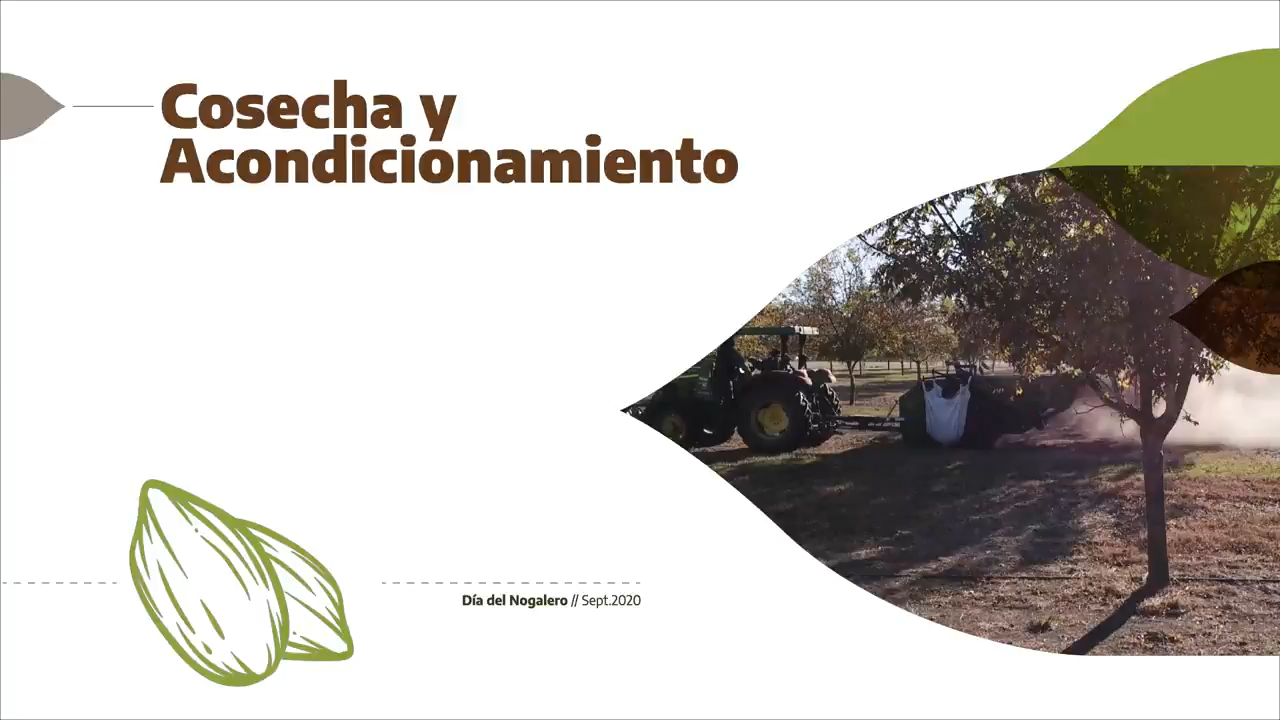 Cosecha y
Acondicionamiento
Día del Nogalero // Sept.2020